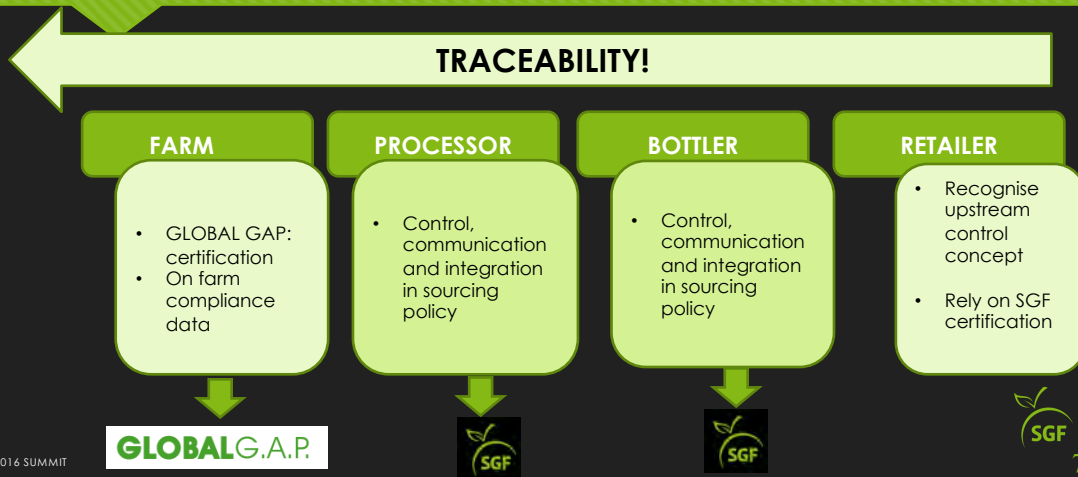 TRACEABILITY!
FARM
PROCESSOR
BOTTLER
RETAILER
• GLOBAL GAP:
certification
• On farm
compliance
data
• Control,
communication
and integration
in sourcing
policy
• Control,
communication
and integration
in sourcing
policy
• Recognise
upstream
control
concept
• Rely on SGF
certification
GLOBALG.A.P.
SGF
SGF
SGF
016 SUMMIT